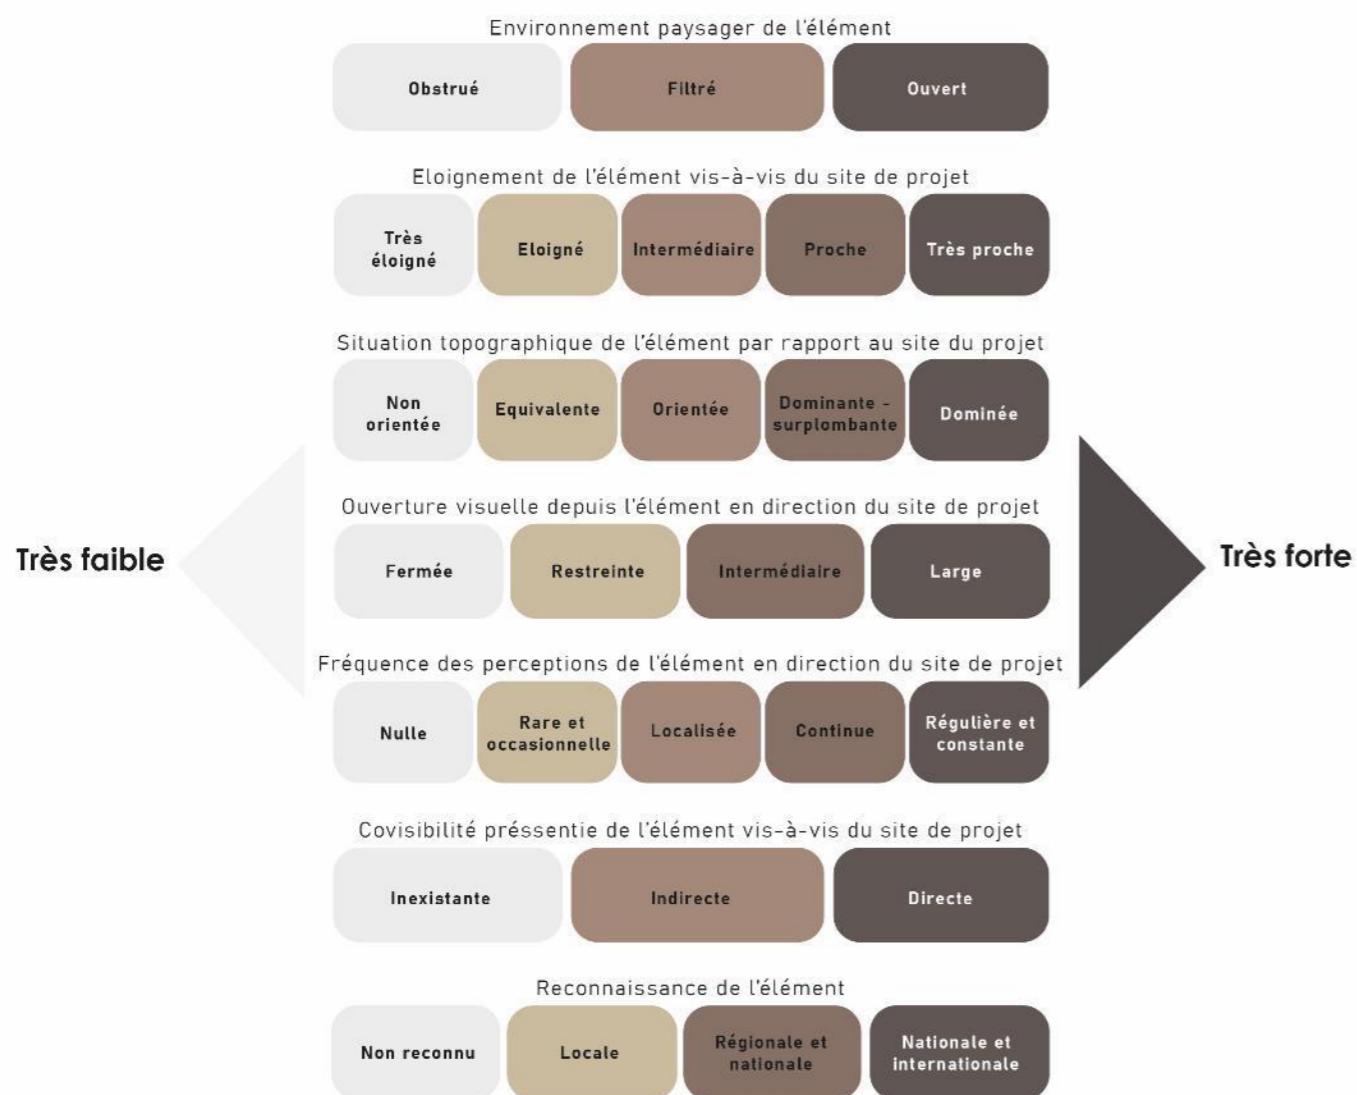 Environnement paysager de l'élément
Obstrué
Filtré
Ouvert
Eloignement de l'élément vis-à-vis du site de projet
Très
éloigné
Eloigné
Intermédiaire
Proche
Très proche
Situation topographique de l'élément par rapport au site du projet
Non
orientée
Equivalente
Orientée
Dominante -
surplombante
Dominée
Ouverture visuelle depuis l'élément en direction du site de projet
Très faible
Fermée
Restreinte
Intermédiaire
Large
Très forte
Fréquence des perceptions de l'élément en direction du site de projet
Nulle
Rare et
occasionnelle
Localisée
Continue
Régulière et
constante
Covisibilité préssentie de l'élément vis-à-vis du site de projet
Inexistante
Indirecte
Directe
Reconnaissance de l'élément
Non reconnu
Locale
Régionale et
nationale
Nationale et
internationale